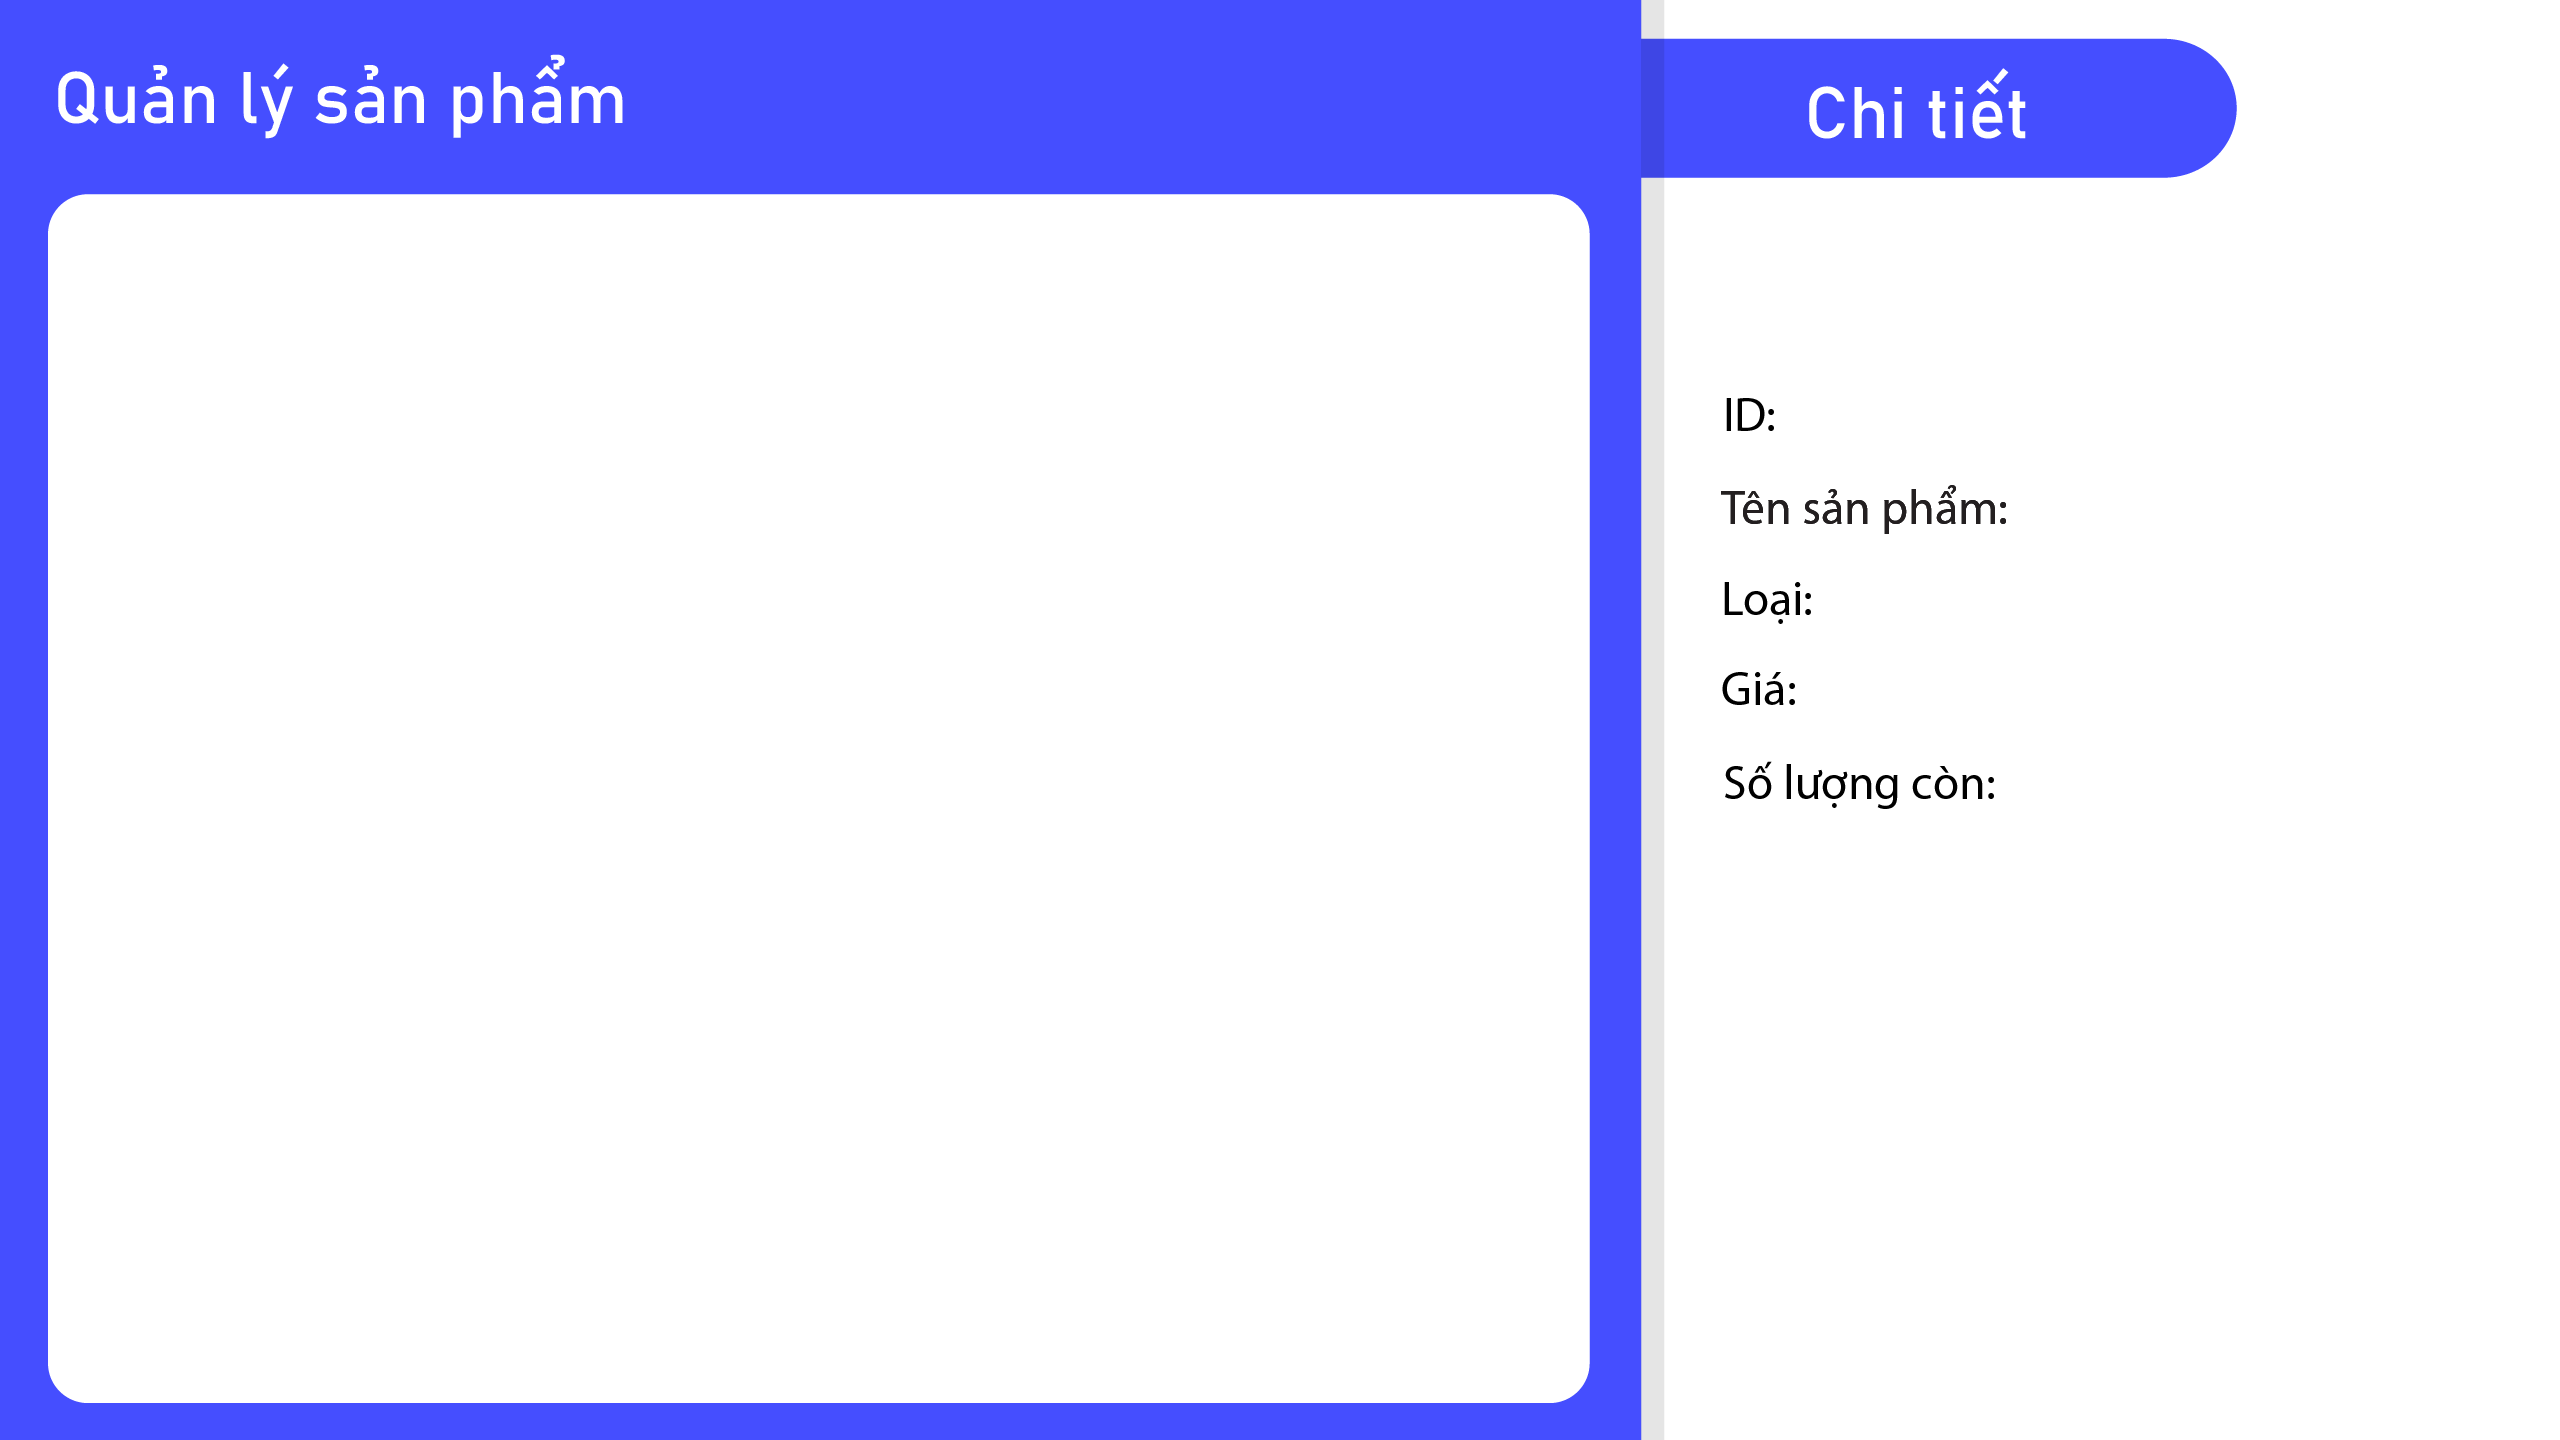 Quản lý sản phẩm
Chi tiết
ID:
Tên sản phẩm:
Loại:
Giá:
Số lượng còn: